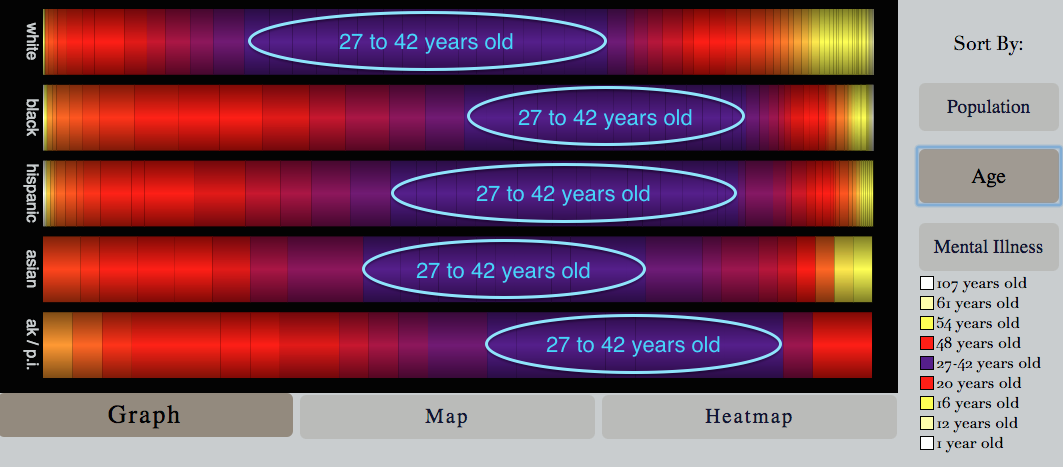 white
27 to 42 years old
black
27 to 42 years old
hispanic
27 to 42 years old
asian
27 to 42 years old
ak / p.i.
27 to 42 years old
Graph
Map
Heatmap
Sort By:
Population
Age
Mental Illness
107 years old
61 years old
54 years old
48 years old
27-42 years old
20 years old
16 years old
12 years old
1 year old